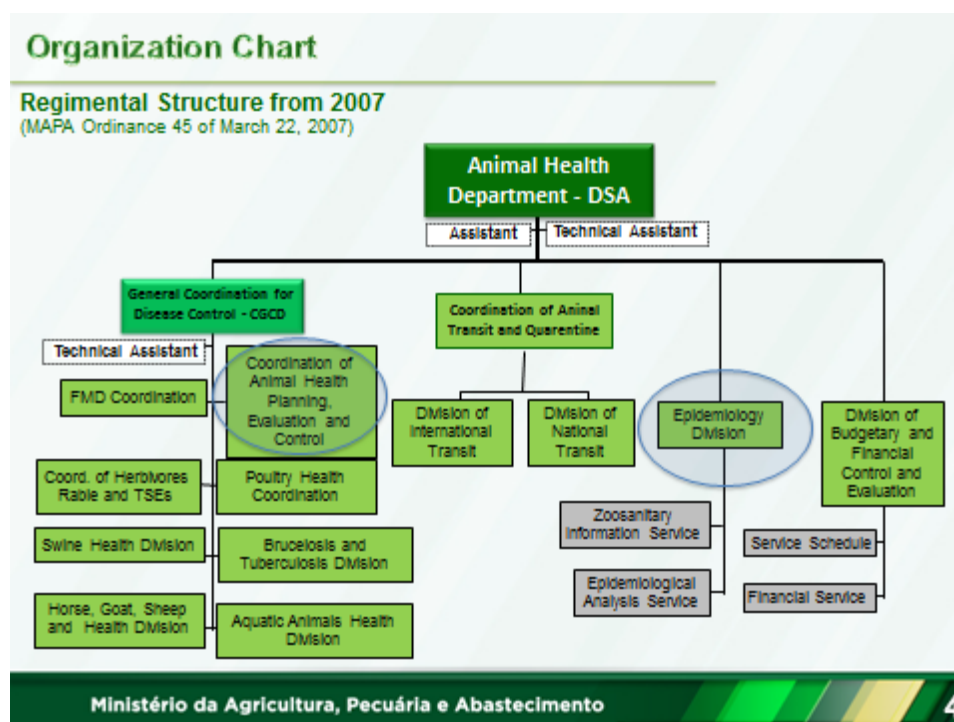 Organization Chart
Regimental Structure from 2007
(MAPA Ordinance 45 of March 22, 2007)
Animal Health
Department - DSA
Assistant
Technical Assistant
General Coordination for
Disease Control - CGCD
Coordination of Aninal
Transit and Quarentine
Technical Assistant
Coordination of
Animal Health
Planning,
Evaluation and
Control
FMD Coordination
Division of
International
Transit
Division of
National
Transit
Epidemiology
Division
Division of
Budgetary and
Financial
Control and
Evaluation
Coord. of Herbivores
Rabie and TSEs
Poultry Health
Coordination
Zoosanitary
Information Service
Service Schedule
Swine Health Division
Brucelosis and
Tuberculosis Division
Epidemiological
Analysis Service
Financial Service
Horse, Goat, Sheep
and Health Division
Aquatic Animals Health
Division
Ministério da Agricultura, Pecuária e Abastecimento
4